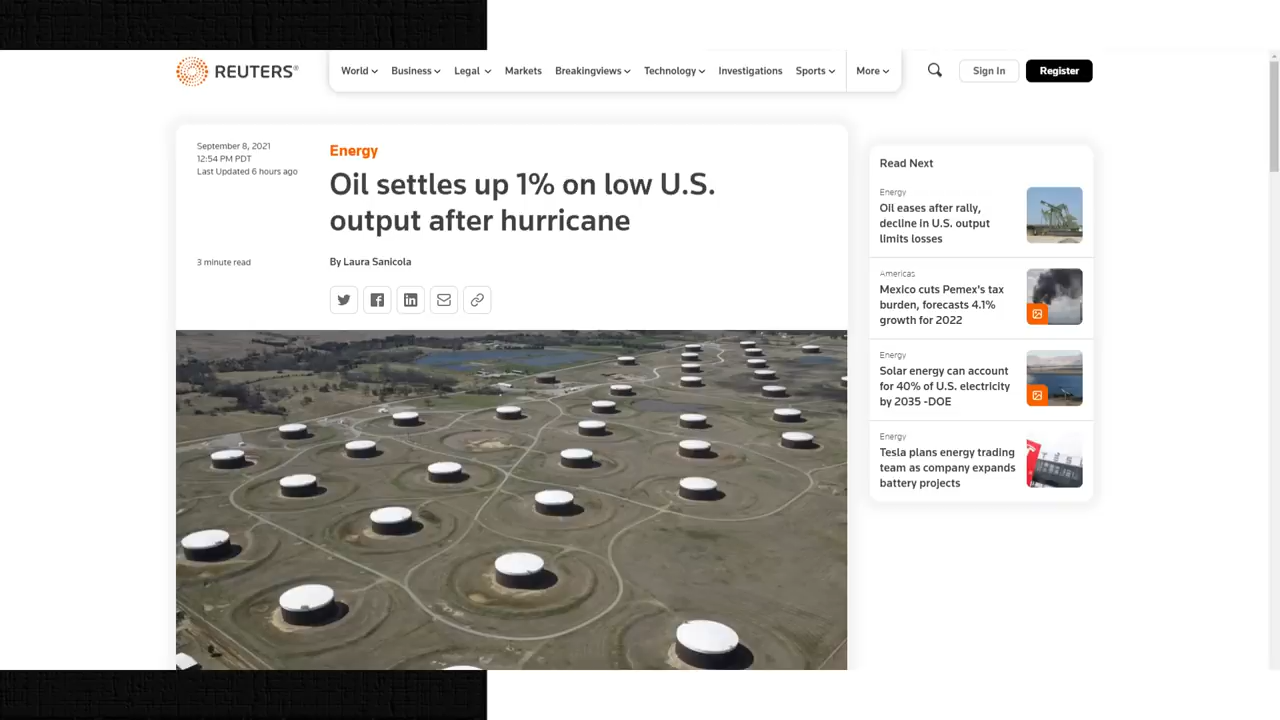 REUTERS®
World
Business
Legal
Markets
Breakingviews
Technology
Investigations
Sports
More
Sign In
Register
September 8, 2021
12:54 PM PDT
Last Updated 6 hours ago
Energy
Oil settles up 1% on low U.S.
output after hurricane
3 minute read
By Laura Sanicola
Read Next
Energy
Oil eases after rally,
decline in U.S. output
limits losses
Americas
Mexico cuts Pemex's tax
burden, forecasts 4.1%
growth for 2022
Energy
Solar energy can account
for 40% of U.S. electricity
by 2035 -DOE
Energy
Tesla plans energy trading
team as company expands
battery projects